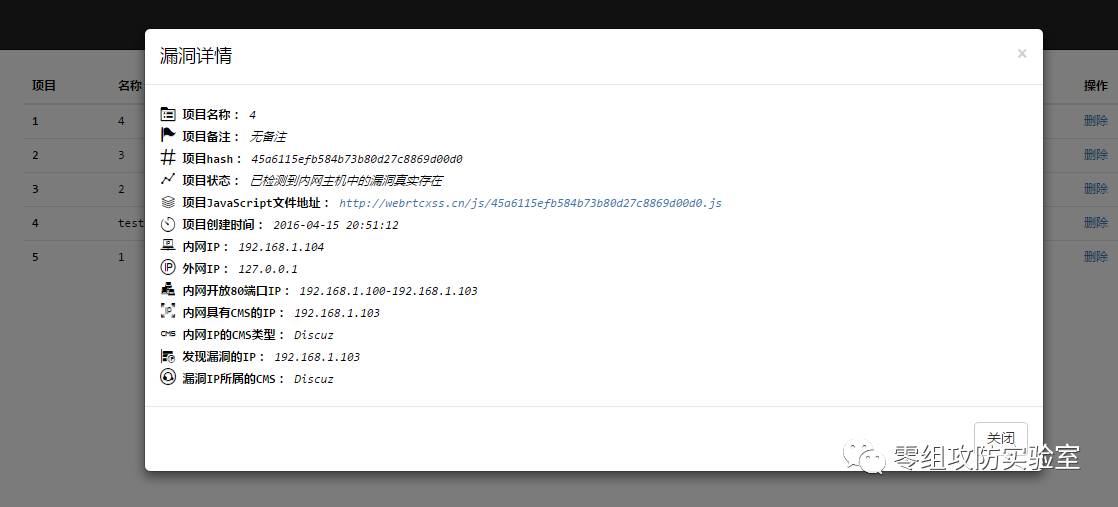 漏洞详情 ×
项目 名称 操作
1 4 删除
2 3 删除
3 2 删除
4 test 删除
5 1 删除
项目名称： 4
项目备注： 无备注
项目hash： 45a6115efb584b73b80d27c8869d00d0
项目状态： 已检测到内网主机中的漏洞真实存在
项目JavaScript文件地址： http://webrtcxss.cn/js/45a6115efb584b73b80d27c8869d00d0.js
项目创建时间： 2016-04-15 20:51:12
内网IP： 192.168.1.104
外网IP： 127.0.0.1
内网开放80端口IP： 192.168.1.100-192.168.1.103
内网具有CMS的IP： 192.168.1.103
CMS 内网IP的CMS类型： Discuz
发现漏洞的IP： 192.168.1.103
漏洞IP所属的CMS： Discuz
关闭
零组攻防实验室